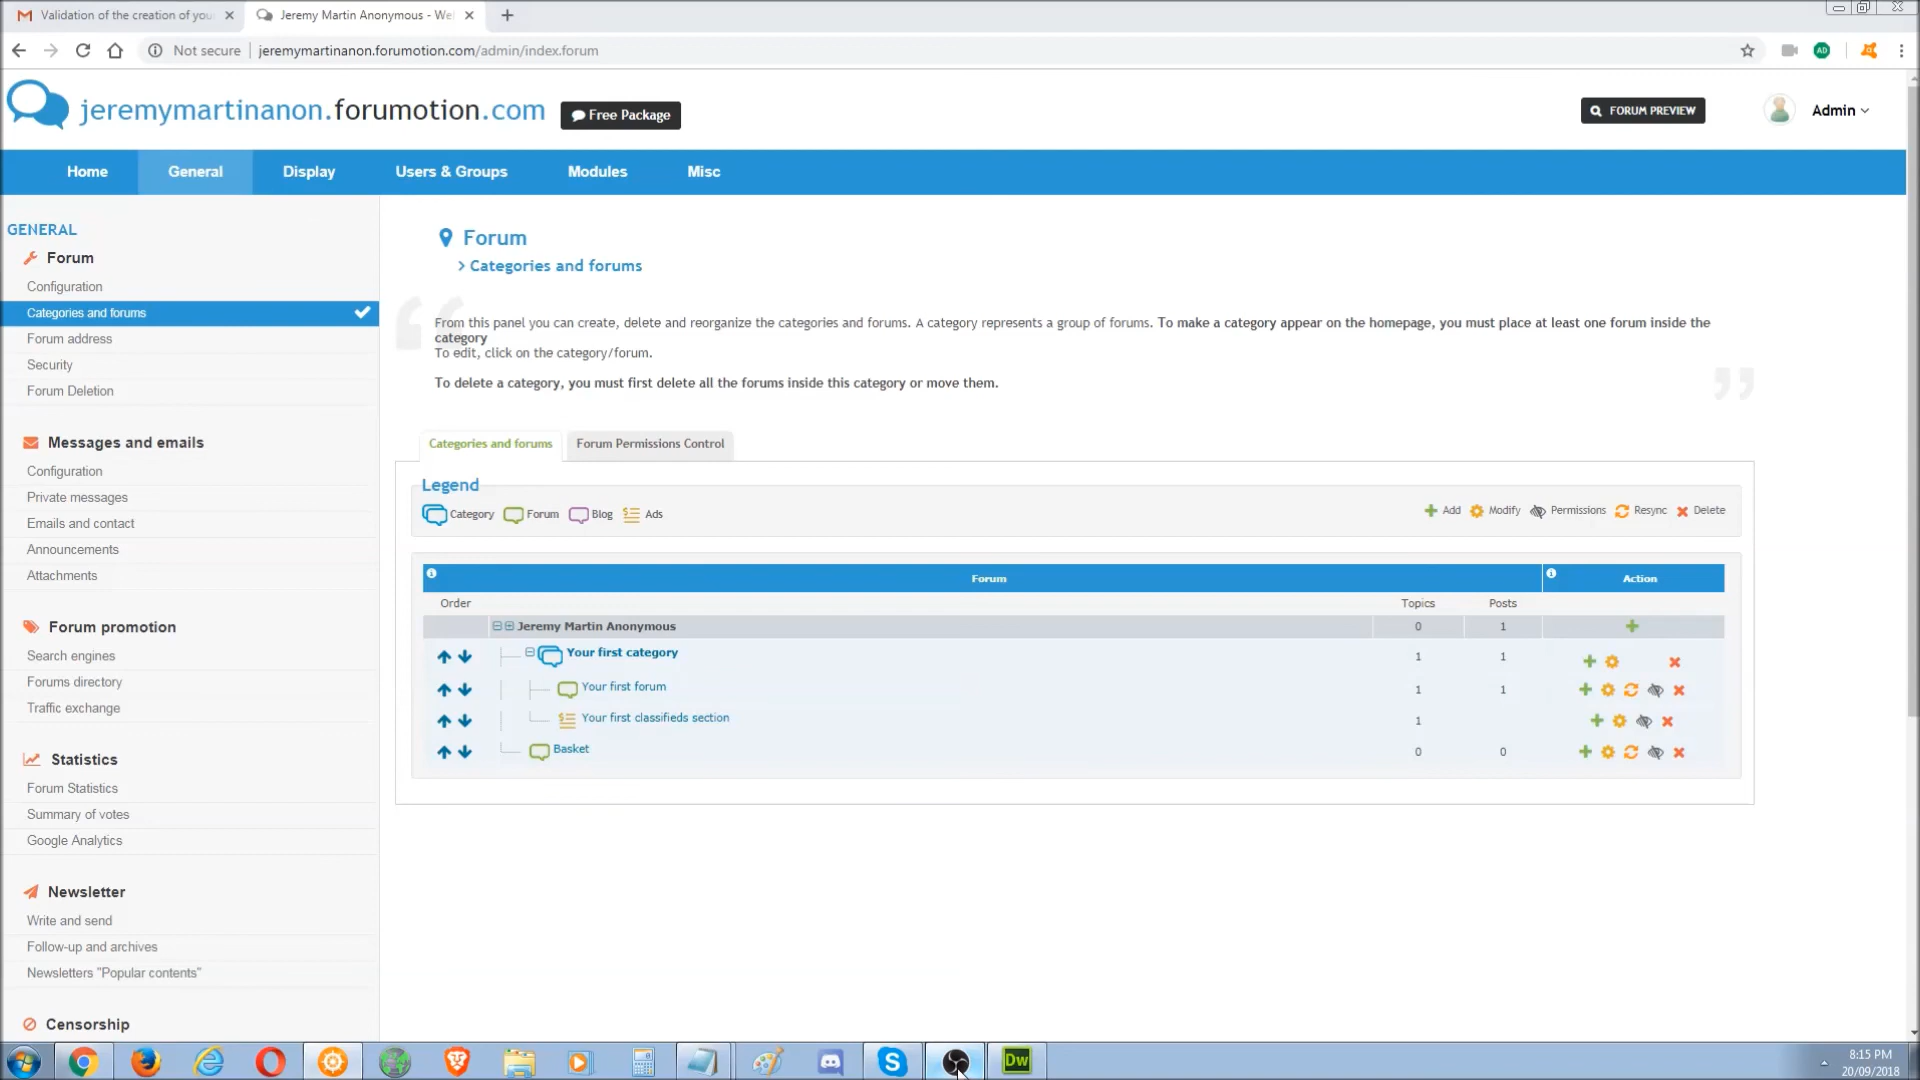 Validation of the creation of you
Jeremy Martin Anonymous - Wel
Not secure
jeremymartinanon.forumotion.com/admin/index.forum
jeremymartinanon.forumotion.com
Free Package
FORUM PREVIEW
Admin
Home
General
Display
Users & Groups
Modules
Misc
GENERAL
Forum
Configuration
Categories and forums
Forum address
Security
Forum Deletion
Messages and emails
Configuration
Private messages
Emails and contact
Announcements
Attachments
Forum promotion
Search engines
Forums directory
Traffic exchange
Statistics
Forum Statistics
Summary of votes
Google Analytics
Newsletter
Write and send
Follow-up and archives
Newsletters "Popular contents"
Censorship
Forum
> Categories and forums
From this panel you can create, delete and reorganize the categories and forums. A category represents a group of forums. To make a category appear on the homepage, you must place at least one forum inside the
category
To edit, click on the category/forum.
To delete a category, you must first delete all the forums inside this category or move them.
Categories and forums
Forum Permissions Control
Legend
Category Forum Blog Ads
Add Modify Permissions Resync Delete
Forum Action
Order Topics Posts
Jeremy Martin Anonymous 0 1
Your first category 1 1
Your first forum 1 1
Your first classifieds section 1
Basket 0 0
AD
Dw
8:15 PM
20/09/2018